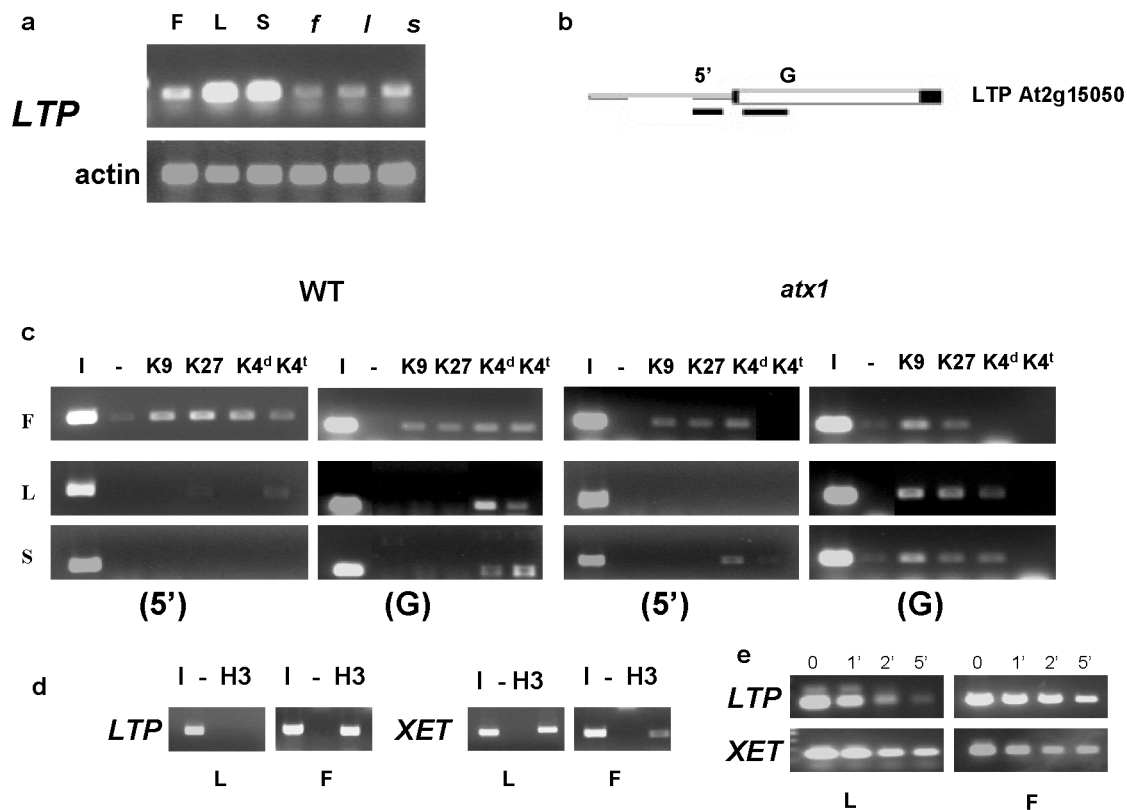 a
F L S f l s
LTP
actin
b
5’ G
LTP At2g15050
WT atx1
c
I - K9 K27 K4ᵈ K4ᵗ I - K9 K27 K4ᵈ K4ᵗ I - K9 K27 K4ᵈ K4ᵗ I - K9 K27 K4ᵈ K4ᵗ
F
L
S
(5’) (G) (5’) (G)
d
I - H3 I - H3 I - H3 I - H3
LTP XET
L F L F
e
0 1’ 2’ 5’ 0 1’ 2’ 5’
LTP
XET
L F